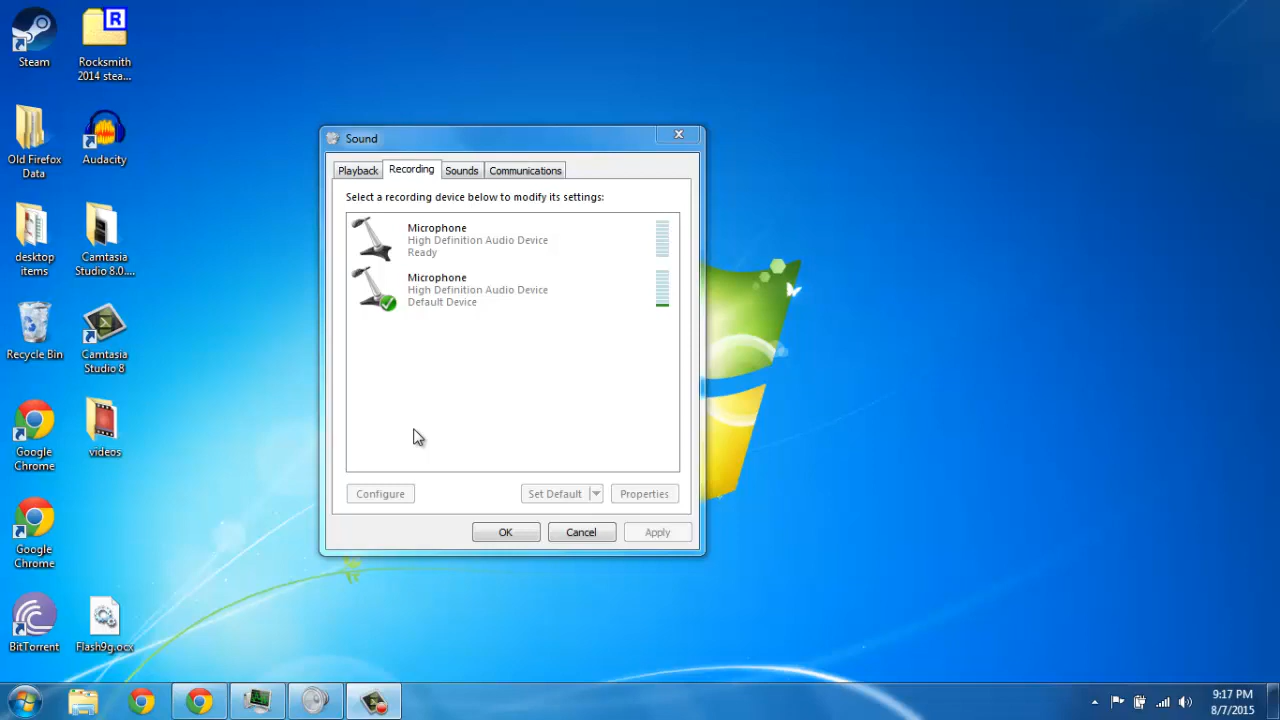 Steam
R
Rocksmith
2014 stea...
Old Firefox
Data
Audacity
desktop
items
Camtasia
Studio 8.0....
Recycle Bin
Camtasia
Studio 8
Google
Chrome
videos
Google
Chrome
BitTorrent
Flash9g.ocx
Sound
Playback
Recording
Sounds
Communications
Select a recording device below to modify its settings:
Microphone
High Definition Audio Device
Ready
Microphone
High Definition Audio Device
Default Device
Configure
Set Default
Properties
OK
Cancel
Apply
9:17 PM
8/7/2015